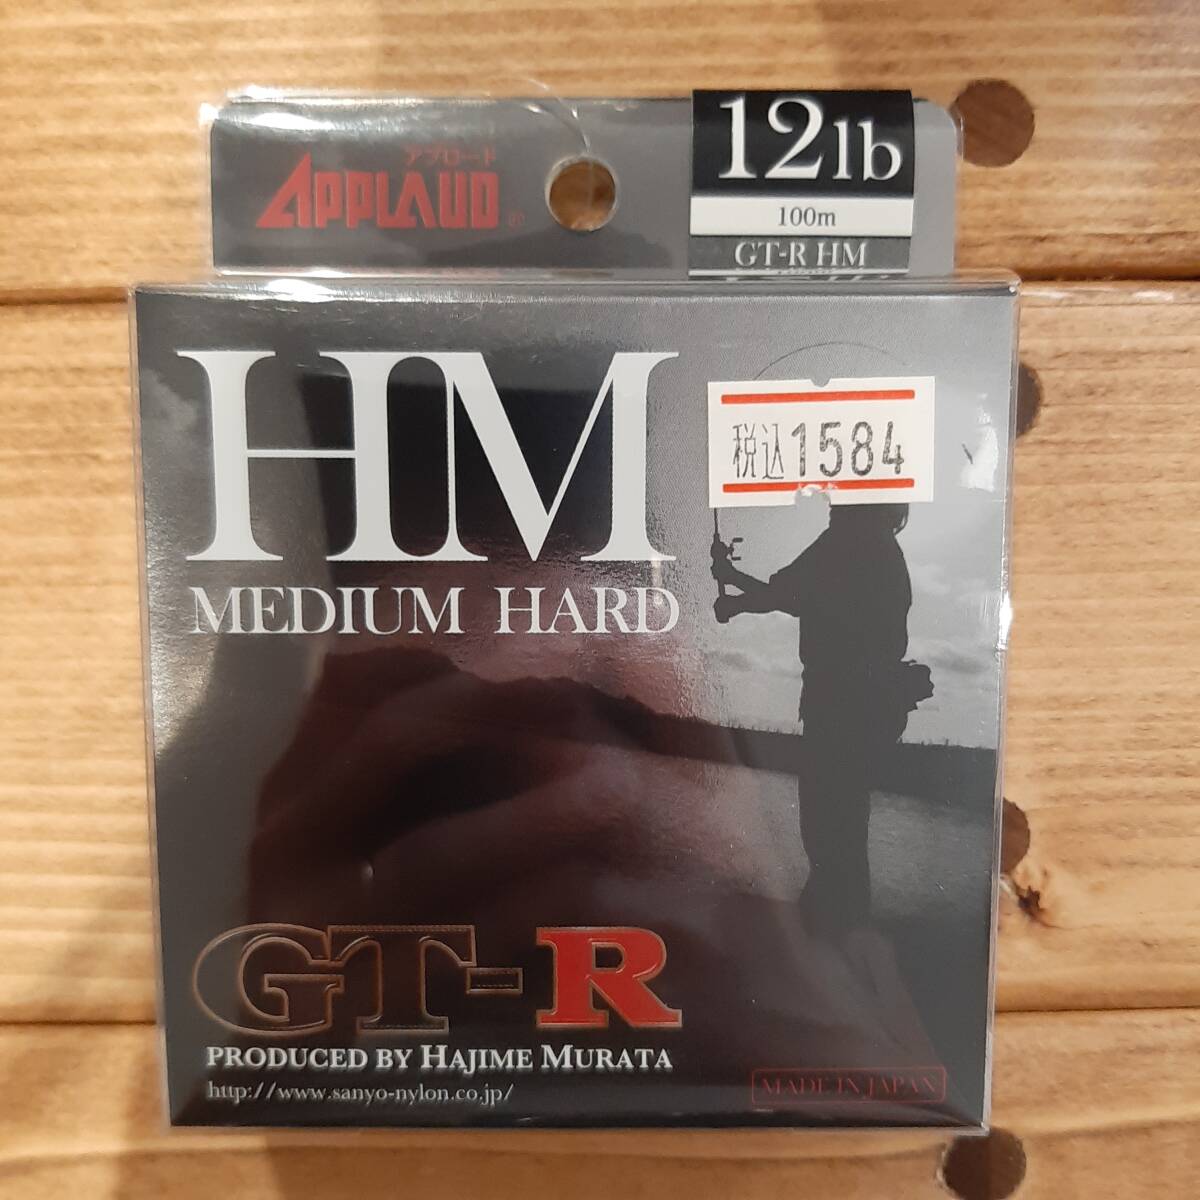 アプロード
APPLAUD®
12lb
100m
GT-R HM
HM
税込1584
MEDIUM HARD
GT-R
PRODUCED BY HAJIME MURATA
http://www.sanyo-nylon.co.jp/
MADE IN JAPAN